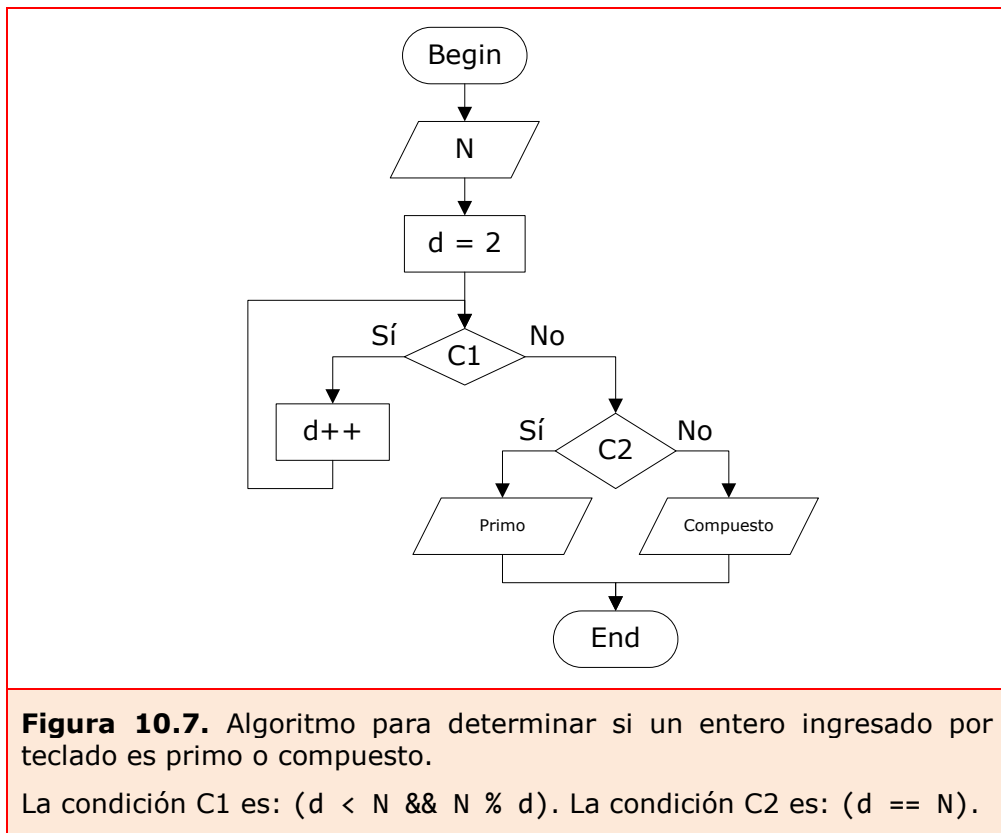 Begin
N
d = 2
Sí
C1
No
d++
Sí
C2
No
Primo
Compuesto
End
Figura 10.7. Algoritmo para determinar si un entero ingresado por
teclado es primo o compuesto.
La condición C1 es: (d < N && N % d). La condición C2 es: (d == N).